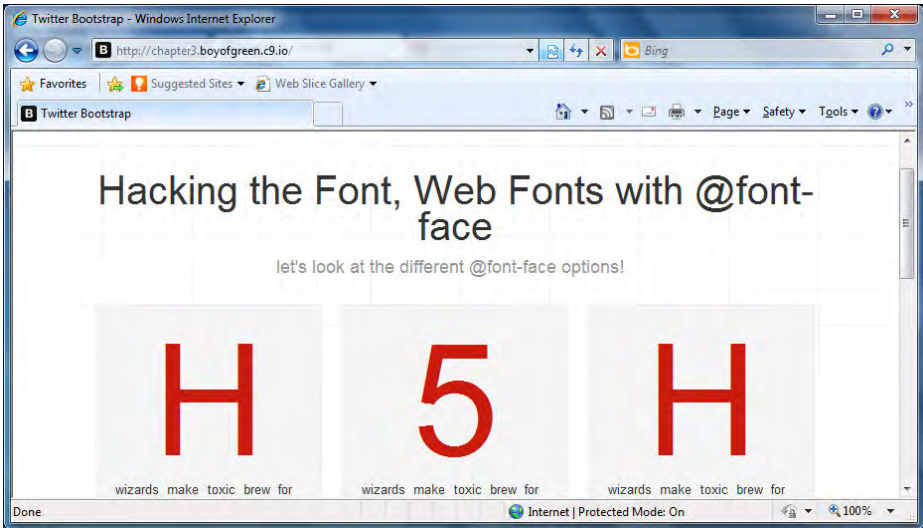 Twitter Bootstrap - Windows Internet Explorer
B http://chapter3.boyofgreen.c9.io/
Bing
Favorites Suggested Sites Web Slice Gallery
B Twitter Bootstrap
Page Safety Tools
Hacking the Font, Web Fonts with @font-
face
let's look at the different @font-face options!
H 5 H
wizards make toxic brew for wizards make toxic brew for wizards make toxic brew for
Done Internet | Protected Mode: On 100%